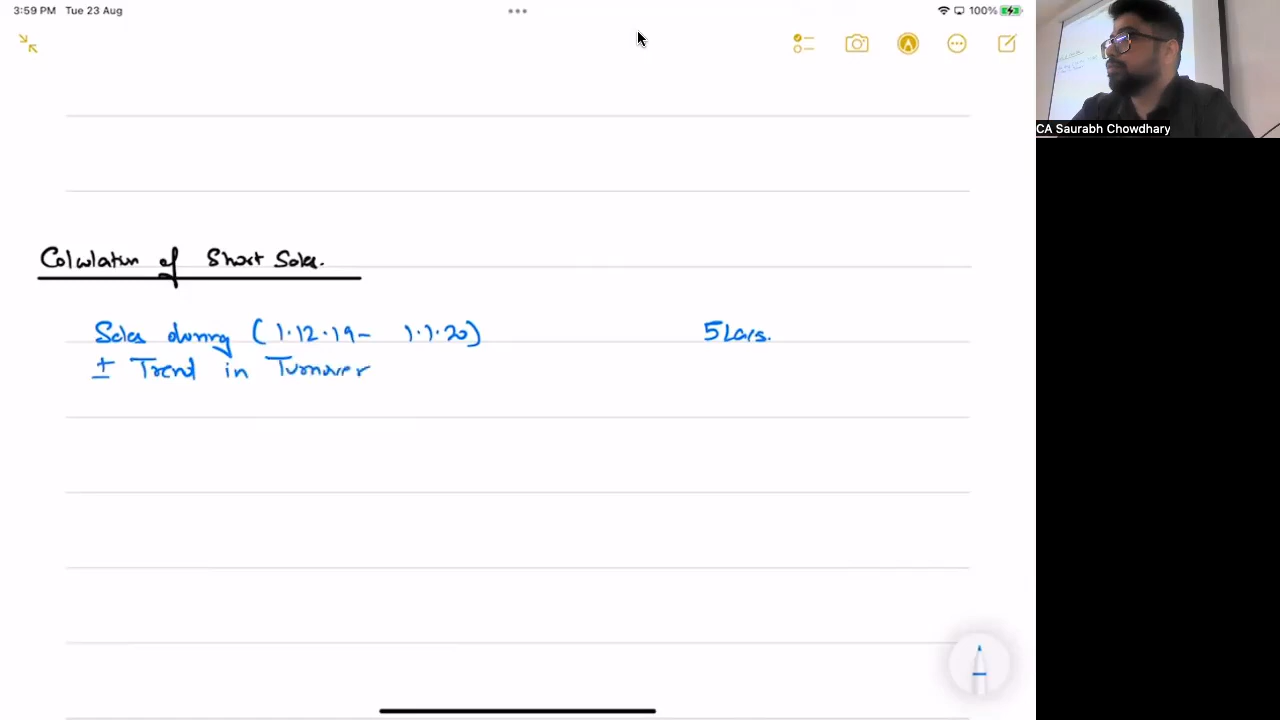 3:59 PM Tue 23 Aug
100%
CA Saurabh Chowdhary
Calculation of Short Sales.
Sales during (1.12.19 - 1.1.20) 5 Lacs.
± Trend in Turnover